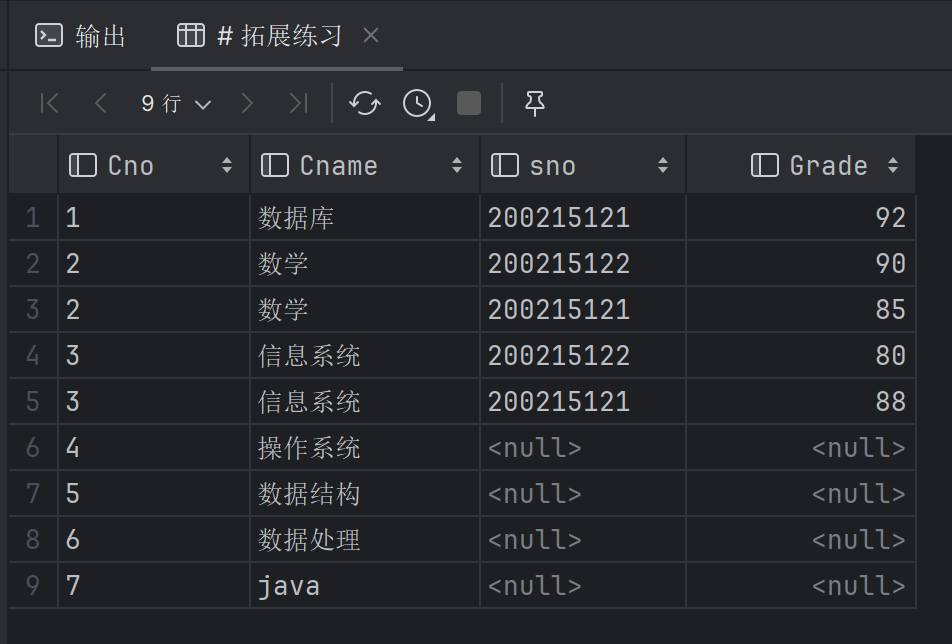 输出 # 拓展练习
9 行
Cno Cname sno Grade
1 1 数据库 200215121 92
2 2 数学 200215122 90
3 2 数学 200215121 85
4 3 信息系统 200215122 80
5 3 信息系统 200215121 88
6 4 操作系统 <null> <null>
7 5 数据结构 <null> <null>
8 6 数据处理 <null> <null>
9 7 java <null> <null>